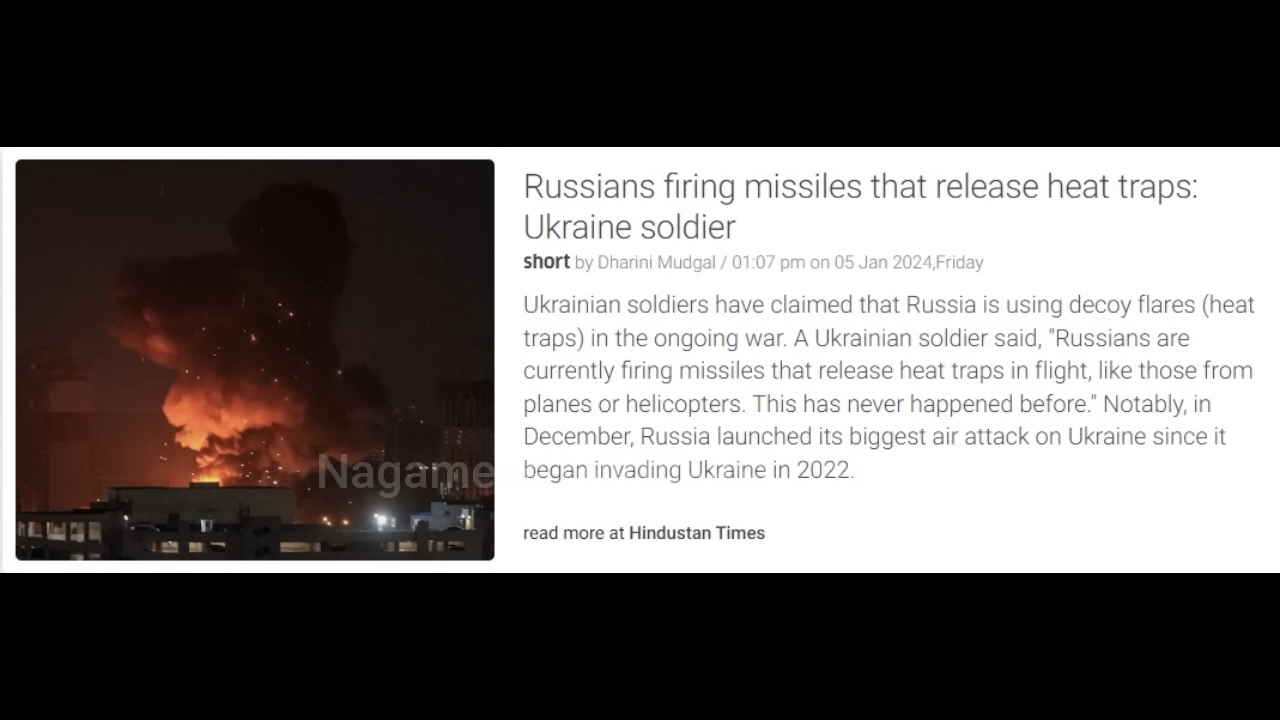 Russians firing missiles that release heat traps:
Ukraine soldier
short by Dharini Mudgal / 01:07 pm on 05 Jan 2024,Friday
Ukrainian soldiers have claimed that Russia is using decoy flares (heat
traps) in the ongoing war. A Ukrainian soldier said, "Russians are
currently firing missiles that release heat traps in flight, like those from
planes or helicopters. This has never happened before." Notably, in
December, Russia launched its biggest air attack on Ukraine since it
began invading Ukraine in 2022.
read more at Hindustan Times